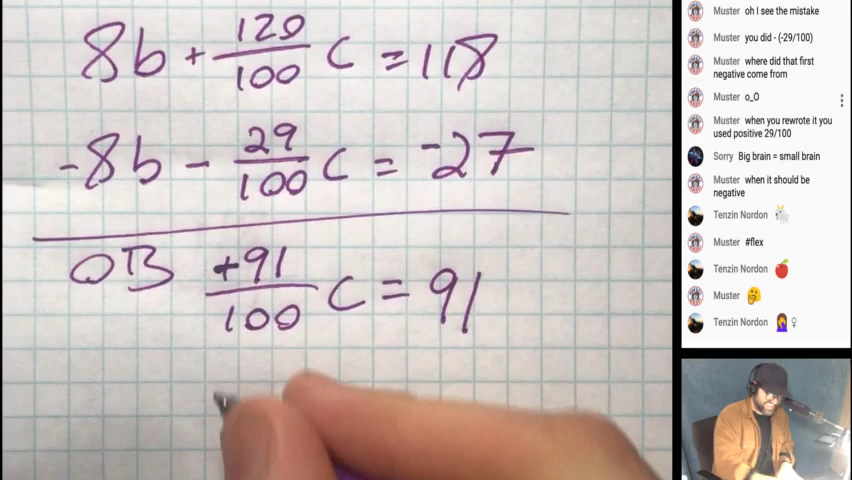 8b + 120/100 C = 118
-8b - 29/100 C = -27
OB +91/100 C = 91
Muster oh I see the mistake
Muster you did - (-29/100)
Muster where did that first
negative come from
Muster o_O
Muster when you rewrote it you
used positive 29/100
Sorry Big brain = small brain
Muster when it should be
negative
Tenzin Nordon 🐐
Muster #flex
Tenzin Nordon 🍎
Muster 🤔
Tenzin Nordon 🤦‍♀